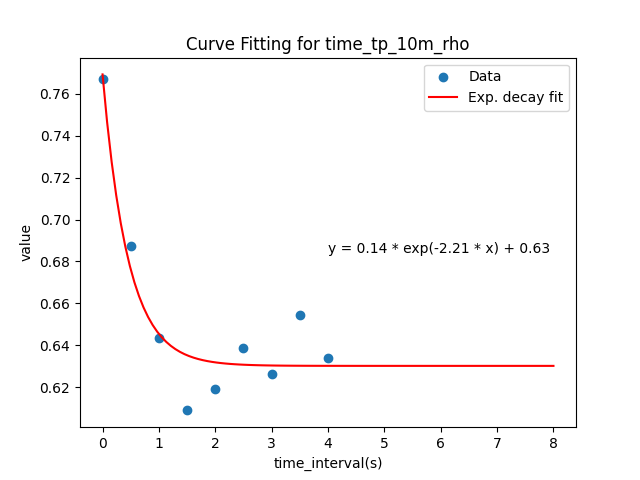 Curve Fitting for time_tp_10m_rho
Data
Exp. decay fit
0.76
0.74
0.72
0.70
0.68
0.66
0.64
0.62
value
y = 0.14 * exp(-2.21 * x) + 0.63
0 1 2 3 4 5 6 7 8
time_interval(s)